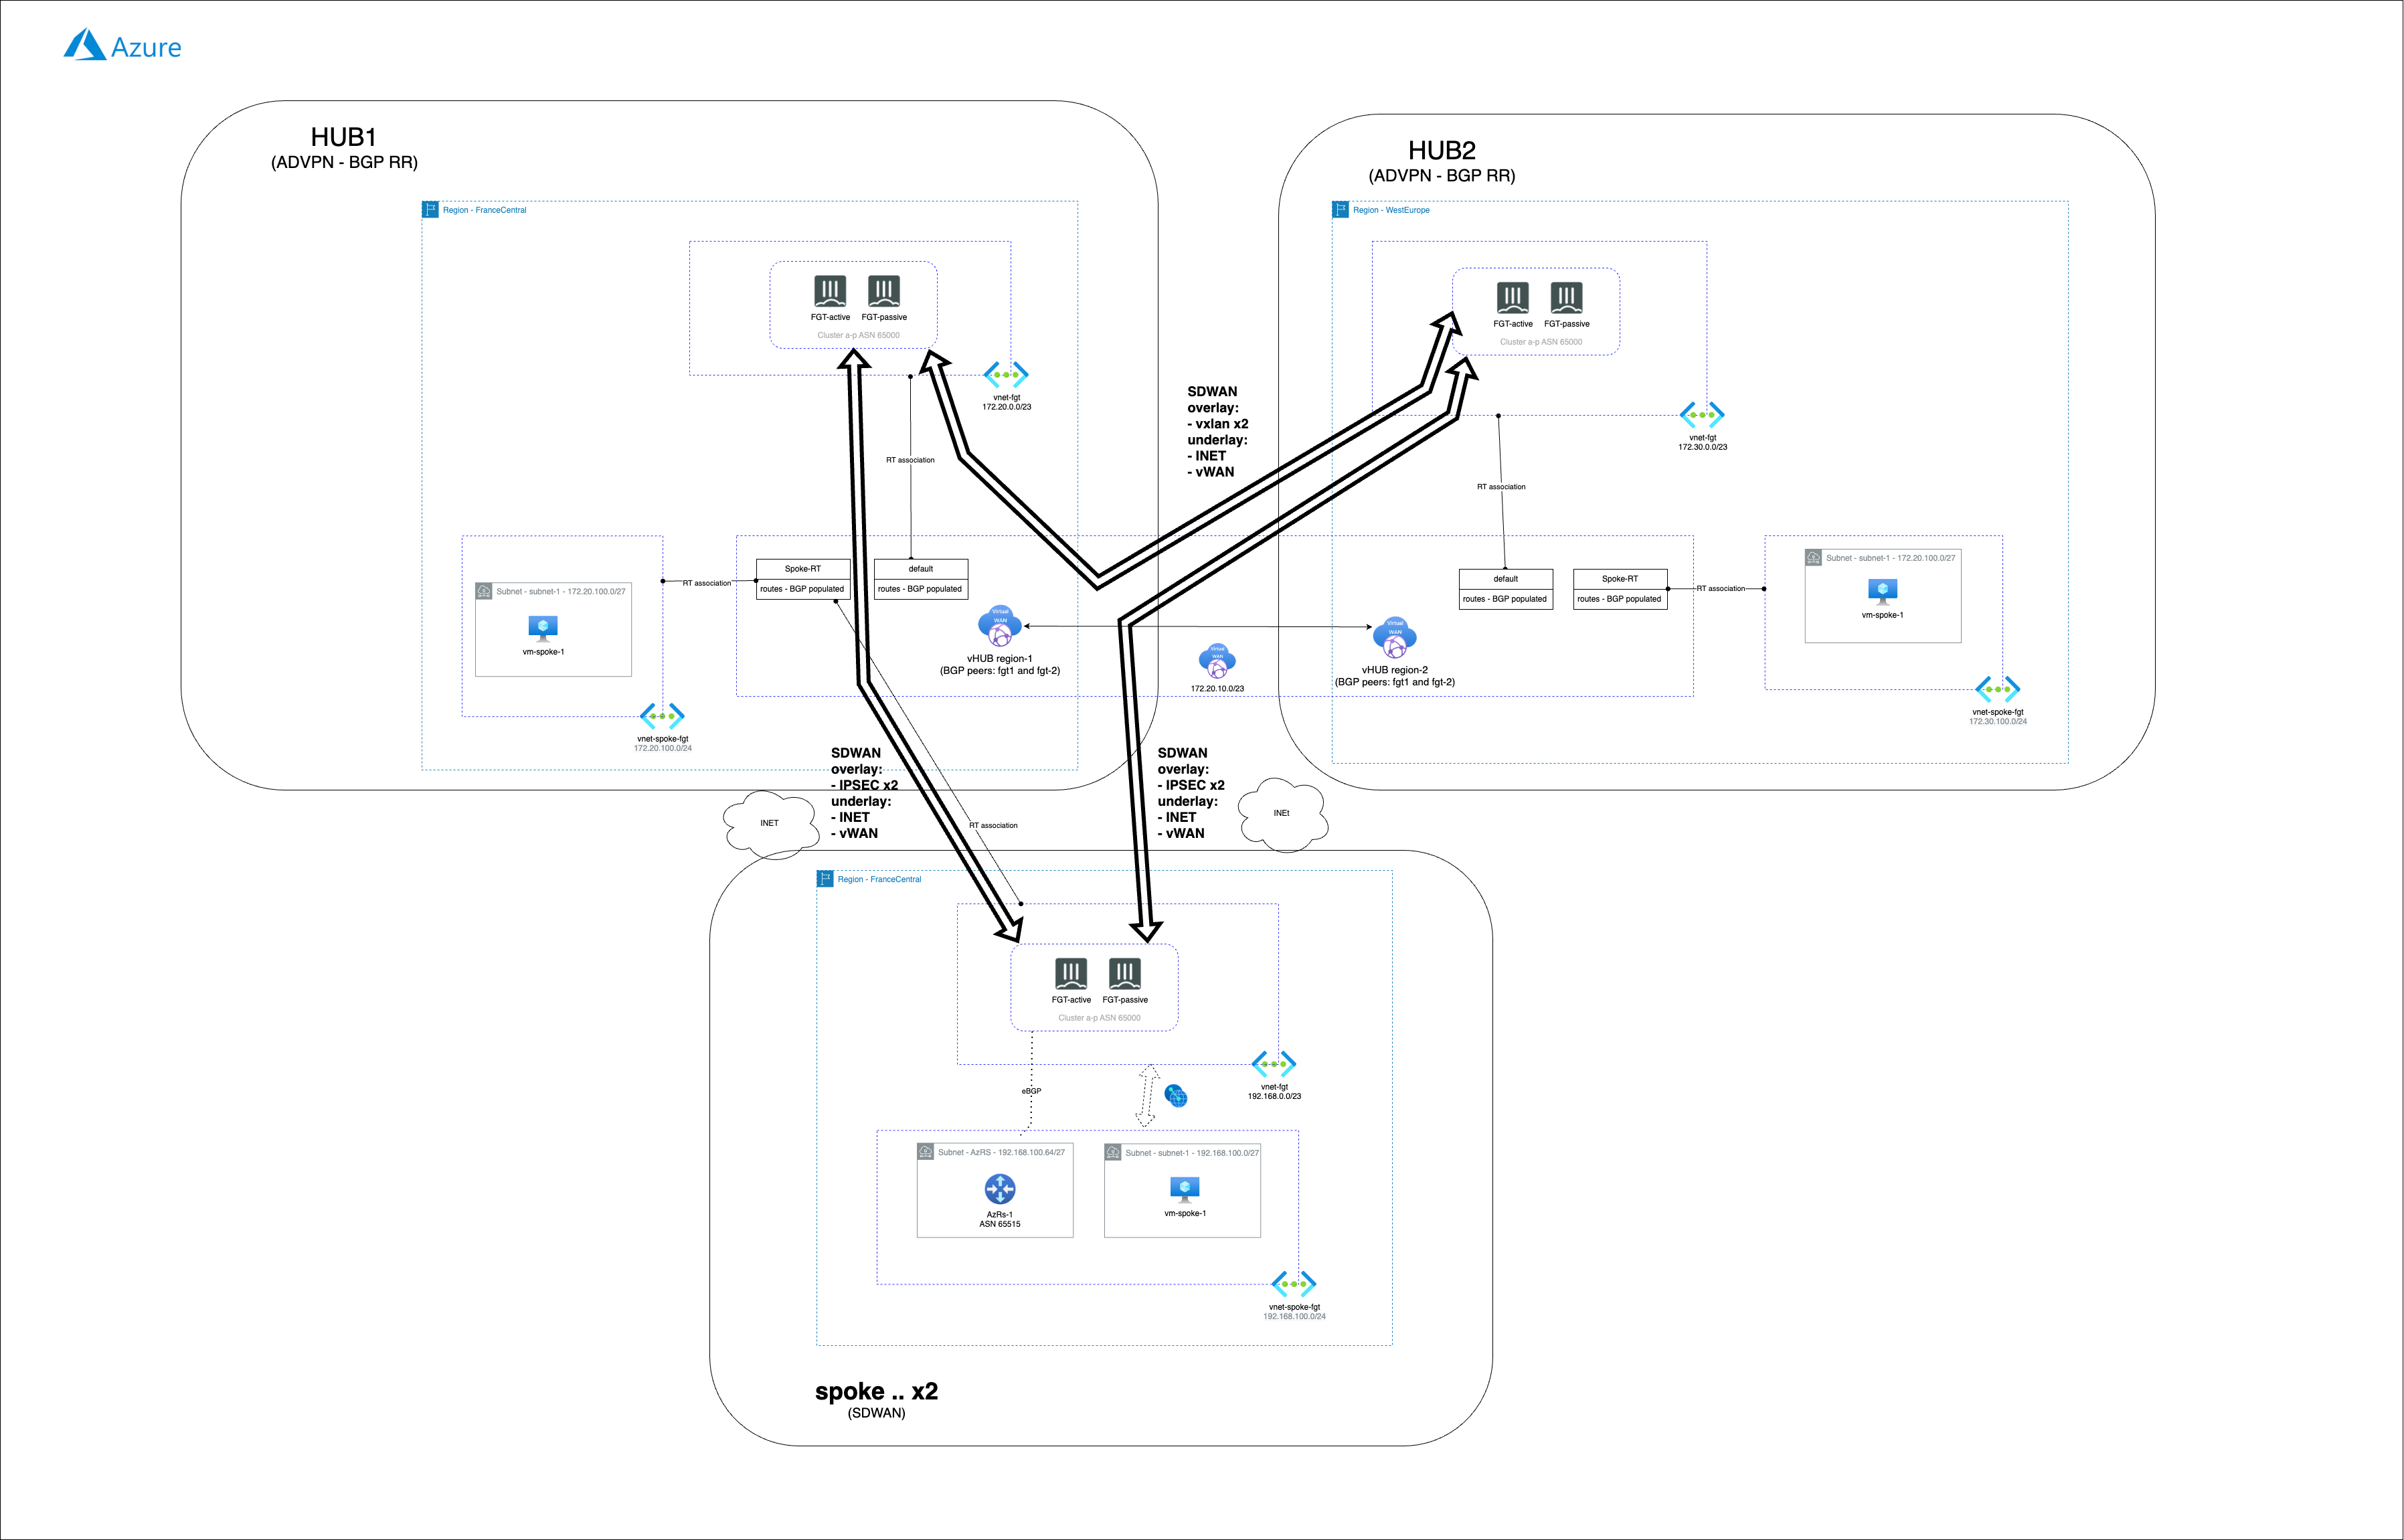 Azure
HUB1
(ADVPN - BGP RR)
Region - FranceCentral
FGT-active
FGT-passive
Cluster a-p ASN 65000
vnet-fgt
172.20.0.0/23
RT association
Spoke-RT
routes - BGP populated
default
routes - BGP populated
RT association
Subnet - subnet-1 - 172.20.100.0/27
vm-spoke-1
vnet-spoke-fgt
172.20.100.0/24
Virtual
WAN
vHUB region-1
(BGP peers: fgt1 and fgt-2)
Virtual
WAN
172.20.10.0/23
SDWAN
overlay:
- vxlan x2
underlay:
- INET
- vWAN
HUB2
(ADVPN - BGP RR)
Region - WestEurope
FGT-active
FGT-passive
Cluster a-p ASN 65000
vnet-fgt
172.30.0.0/23
RT association
default
routes - BGP populated
Spoke-RT
routes - BGP populated
RT association
Subnet - subnet-1 - 172.20.100.0/27
vm-spoke-1
vnet-spoke-fgt
172.30.100.0/24
Virtual
WAN
vHUB region-2
(BGP peers: fgt1 and fgt-2)
SDWAN
overlay:
- IPSEC x2
underlay:
- INET
- vWAN
SDWAN
overlay:
- IPSEC x2
underlay:
- INET
- vWAN
INET
RT association
INEt
Region - FranceCentral
FGT-active
FGT-passive
Cluster a-p ASN 65000
vnet-fgt
192.168.0.0/23
eBGP
Subnet - AzRS - 192.168.100.64/27
AzRs-1
ASN 65515
Subnet - subnet-1 - 192.168.100.0/27
vm-spoke-1
vnet-spoke-fgt
192.168.100.0/24
spoke .. x2
(SDWAN)